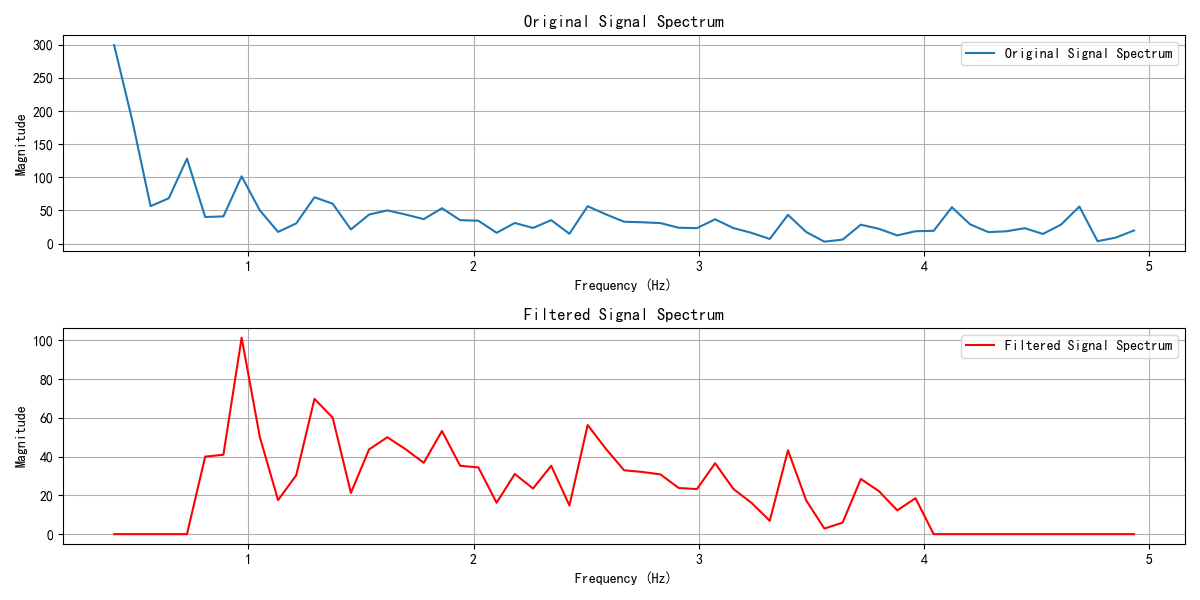 Original Signal Spectrum
300
250
200
150
100
50
0
Magnitude
Original Signal Spectrum
1
2
3
4
5
Frequency (Hz)
Filtered Signal Spectrum
100
80
60
40
20
0
Magnitude
Filtered Signal Spectrum
1
2
3
4
5
Frequency (Hz)